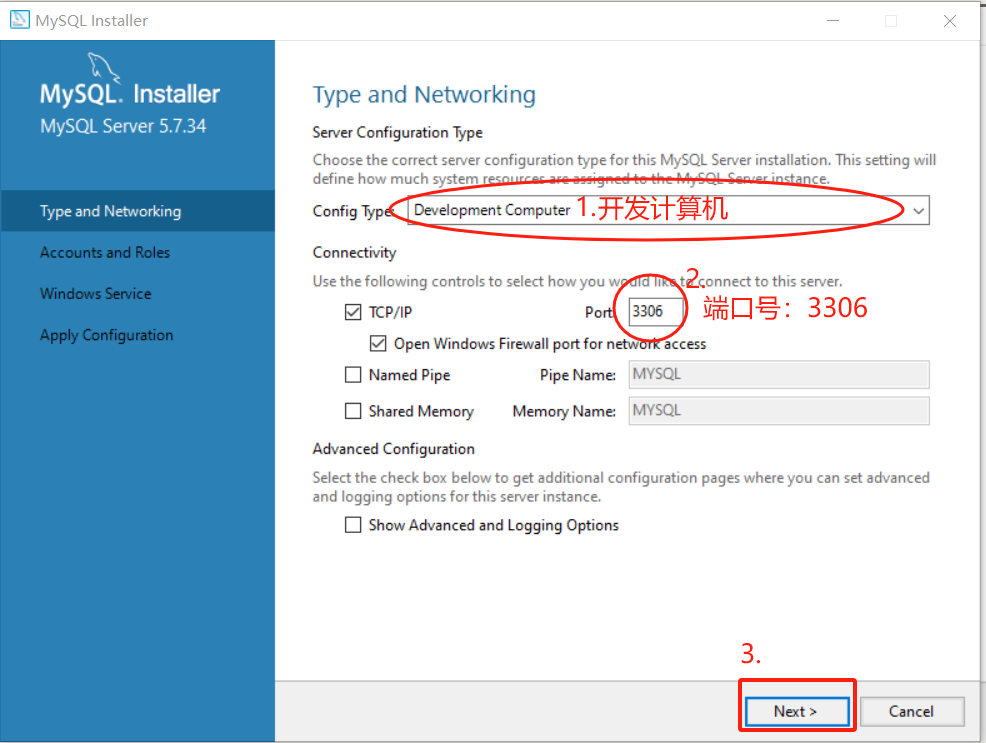 MySQL Installer
MySQL. Installer
MySQL Server 5.7.34
Type and Networking
Accounts and Roles
Windows Service
Apply Configuration
Type and Networking
Server Configuration Type
Choose the correct server configuration type for this MySQL Server installation. This setting will
define how much system resources are assigned to the MySQL Server instance.
Config Type: Development Computer 1.开发计算机
Connectivity
Use the following controls to select how you would like to connect to this server.
2.
TCP/IP Port: 3306 端口号：3306
Open Windows Firewall port for network access
Named Pipe Pipe Name: MYSQL
Shared Memory Memory Name: MYSQL
Advanced Configuration
Select the check box below to get additional configuration pages where you can set advanced
and logging options for this server instance.
Show Advanced and Logging Options
3.
Next > Cancel